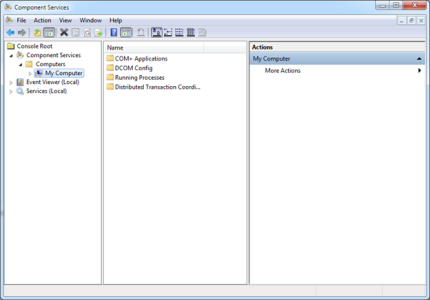 Component Services
File Action View Window Help
Console Root
Component Services
Computers
My Computer
Event Viewer (Local)
Services (Local)
Name
COM+ Applications
DCOM Config
Running Processes
Distributed Transaction Coordi...
Actions
My Computer
More Actions